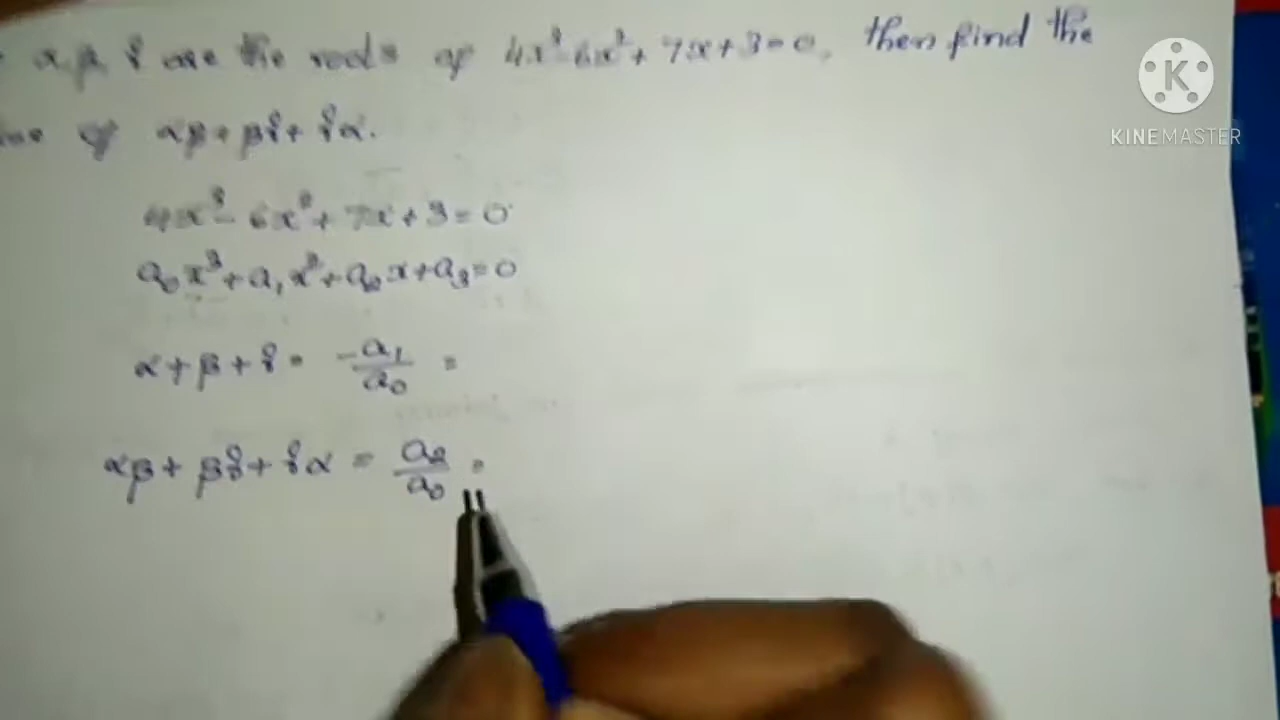 α, β, γ are the roots of 4x³-6x²+7x+3=0, then find the
of αβ+βγ+γα.
4x³-6x²+7x+3=0
a₀x³+a₁x²+a₂x+a₃=0
α+β+γ = -a₁/a₀ =
αβ+βγ+γα = a₂/a₀ =
K
KINEMASTER